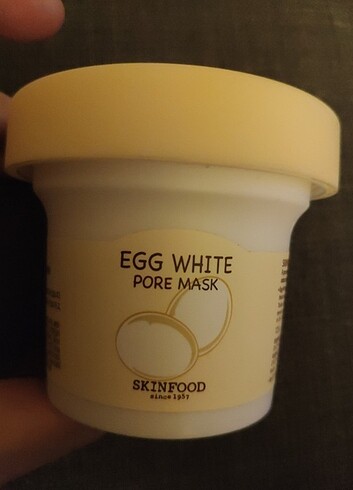 EGG WHITE
PORE MASK
SKINFOOD
since 1957